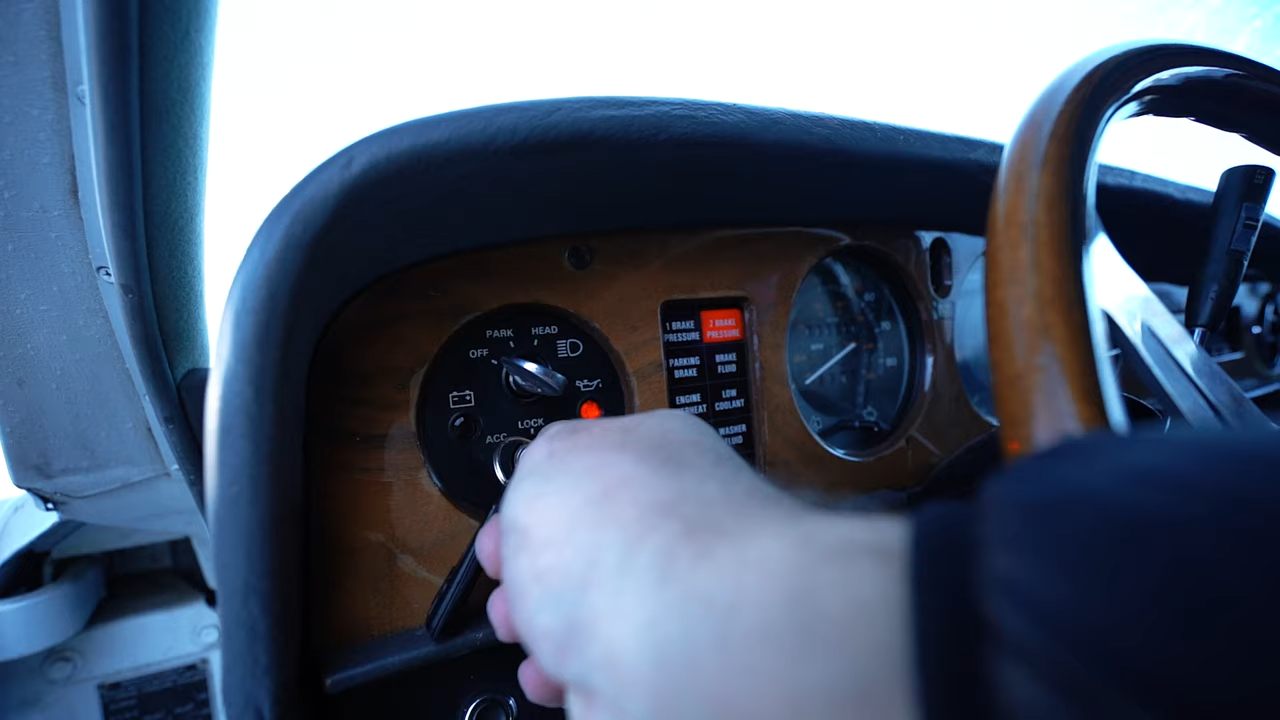 PARK HEAD
OFF
LOCK
ACC
1 BRAKE
PRESSURE
2 BRAKE
PRESSURE
PARKING
BRAKE
BRAKE
FLUID
ENGINE
LOW
COOLANT
WASHER
FLUID
SET